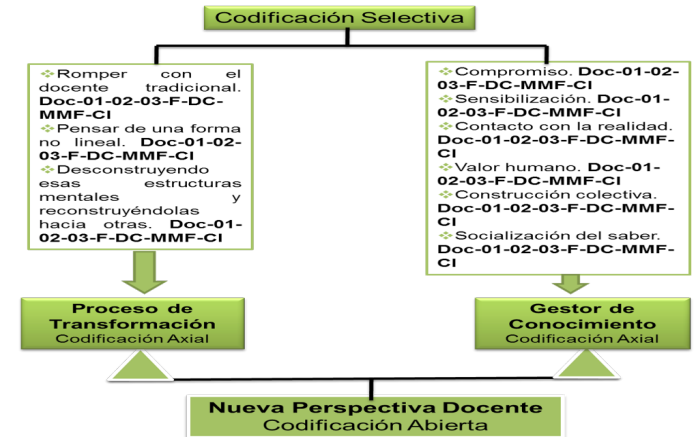 Codificación Selectiva
❖Romper con el
docente tradicional.
Doc-01-02-03-F-DC-
MMF-CI
❖Pensar de una forma
no lineal. Doc-01-02-
03-F-DC-MMF-CI
❖Desconstruyendo
esas estructuras
mentales y
reconstruyéndolas
hacia otras. Doc-01-
02-03-F-DC-MMF-CI
❖Compromiso. Doc-01-02-
03-F-DC-MMF-CI
❖Sensibilización. Doc-01-
02-03-F-DC-MMF-CI
❖Contacto con la realidad.
Doc-01-02-03-F-DC-MMF-
CI
❖Valor humano. Doc-01-
02-03-F-DC-MMF-CI
❖Construcción colectiva.
Doc-01-02-03-F-DC-MMF-
CI
❖Socialización del saber.
Doc-01-02-03-F-DC-MMF-
CI
Proceso de
Transformación
Codificación Axial
Gestor de
Conocimiento
Codificación Axial
Nueva Perspectiva Docente
Codificación Abierta